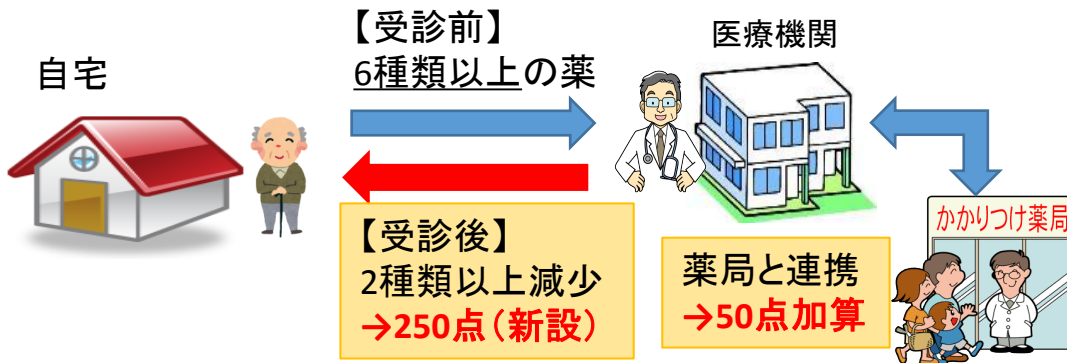 自宅
【受診前】
6種類以上の薬
医療機関
【受診後】
2種類以上減少
→250点（新設）
薬局と連携
→50点加算
かかりつけ薬局